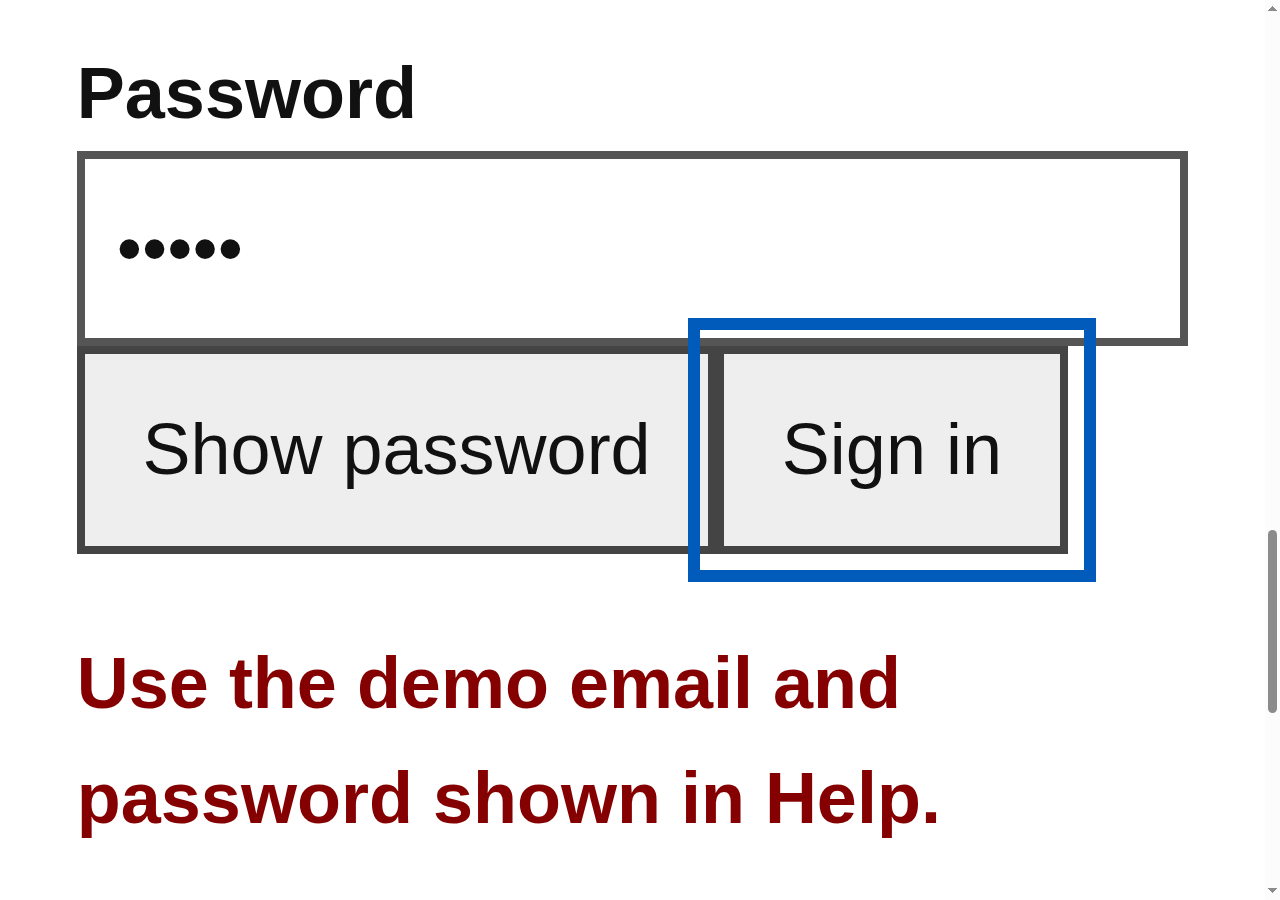 Password
•••••
Show password
Sign in
Use the demo email and
password shown in Help.